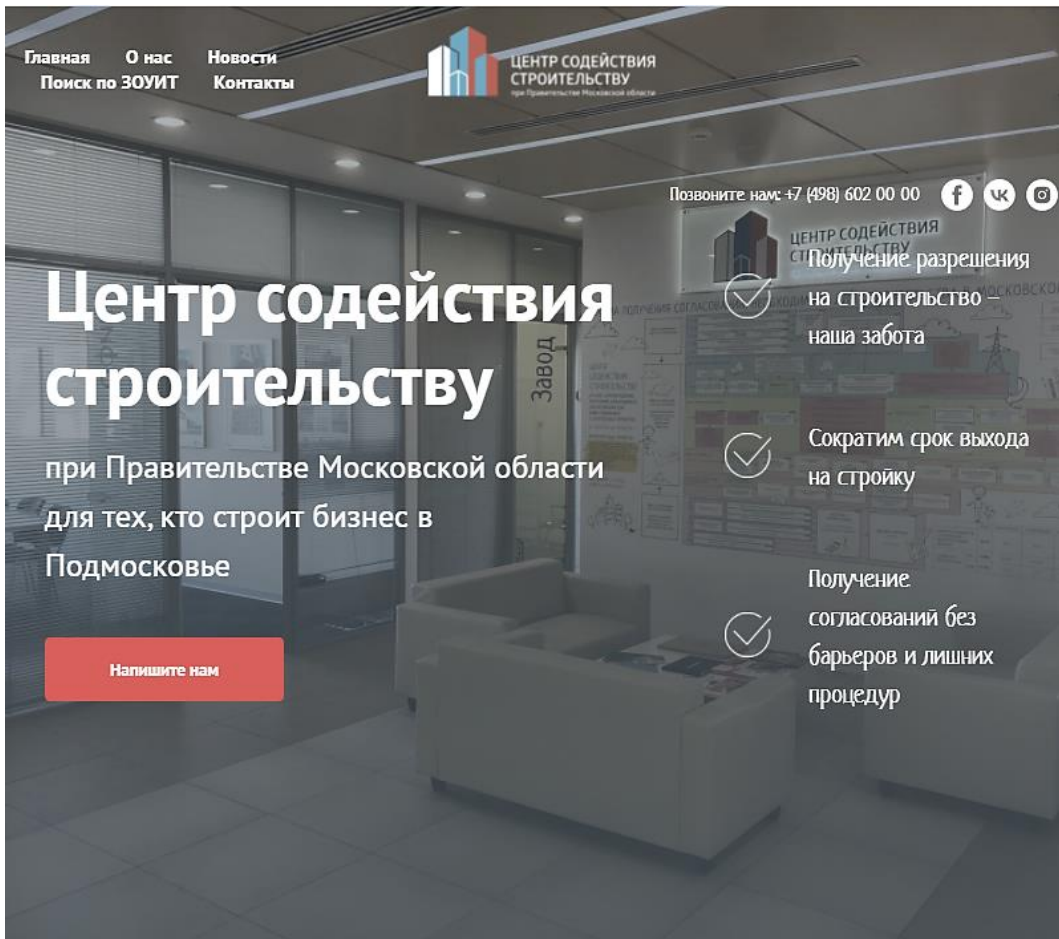 Главная О нас Новости
Поиск по ЗОУИТ Контакты
ЦЕНТР СОДЕЙСТВИЯ
СТРОИТЕЛЬСТВУ
при Правительстве Московской области
Позвоните нам: +7 (498) 602 00 00
ЦЕНТР СОДЕЙСТВИЯ
СТРОИТЕЛЬСТВУ
Центр содействия
строительству
при Правительстве Московской области
для тех, кто строит бизнес в
Подмосковье
Напишите нам
Завод
Получение разрешения
на строительство –
наша забота
Сократим срок выхода
на стройку
Получение
согласований без
барьеров и лишних
процедур